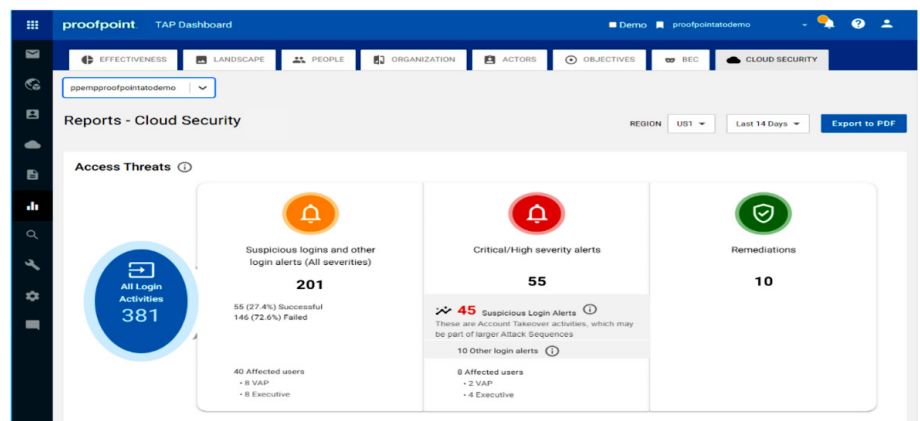 proofpoint. TAP Dashboard
Demo
proofpointatodemo
EFFECTIVENESS
LANDSCAPE
PEOPLE
ORGANIZATION
ACTORS
OBJECTIVES
BEC
CLOUD SECURITY
ppempproofpointatodemo
Reports - Cloud Security
REGION
US1
Last 14 Days
Export to PDF
Access Threats
All Login
Activities
381
Suspicious logins and other
login alerts (All severities)
201
55 (27.4%) Successful
146 (72.6%) Failed
40 Affected users
• 8 VAP
• 8 Executive
Critical/High severity alerts
55
45 Suspicious Login Alerts
These are Account Takeover activities, which may
be part of larger Attack Sequences
10 Other login alerts
8 Affected users
• 2 VAP
• 4 Executive
Remediations
10